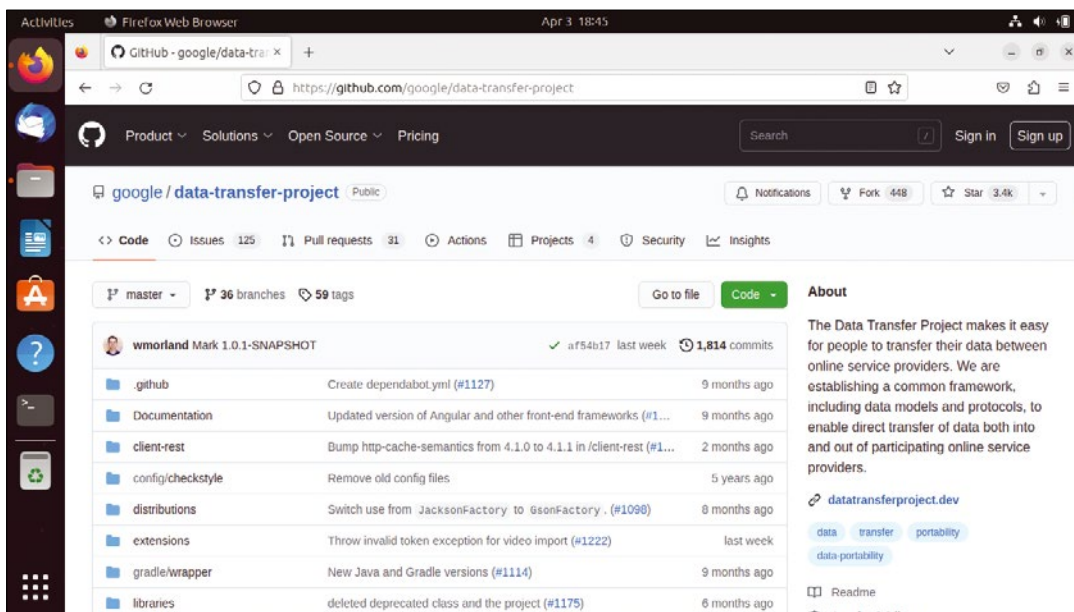 Activities Firefox Web Browser Apr 3 18:45
GitHub - google/data-tra
https://github.com/google/data-transfer-project
Product Solutions Open Source Pricing Search / Sign in Sign up
google / data-transfer-project Public Notifications Fork 448 Star 3.4k
Code Issues 125 Pull requests 31 Actions Projects 4 Security Insights
master 36 branches 59 tags Go to file Code
wmorland Mark 1.0.1-SNAPSHOT af54b17 last week 1,814 commits
.github Create dependabot.yml (#1127) 9 months ago
Documentation Updated version of Angular and other front-end frameworks (#1... 9 months ago
client-rest Bump http-cache-semantics from 4.1.0 to 4.1.1 in /client-rest (#1... 2 months ago
config/checkstyle Remove old config files 5 years ago
distributions Switch use from JacksonFactory to GsonFactory. (#1098) 8 months ago
extensions Throw invalid token exception for video import (#1222) last week
gradle/wrapper New Java and Gradle versions (#1114) 9 months ago
libraries deleted deprecated class and the project (#1175) 6 months ago
About
The Data Transfer Project makes it easy
for people to transfer their data between
online service providers. We are
establishing a common framework,
including data models and protocols, to
enable direct transfer of data both into
and out of participating online service
providers.
datatransferproject.dev
data transfer portability
data-portability
Readme